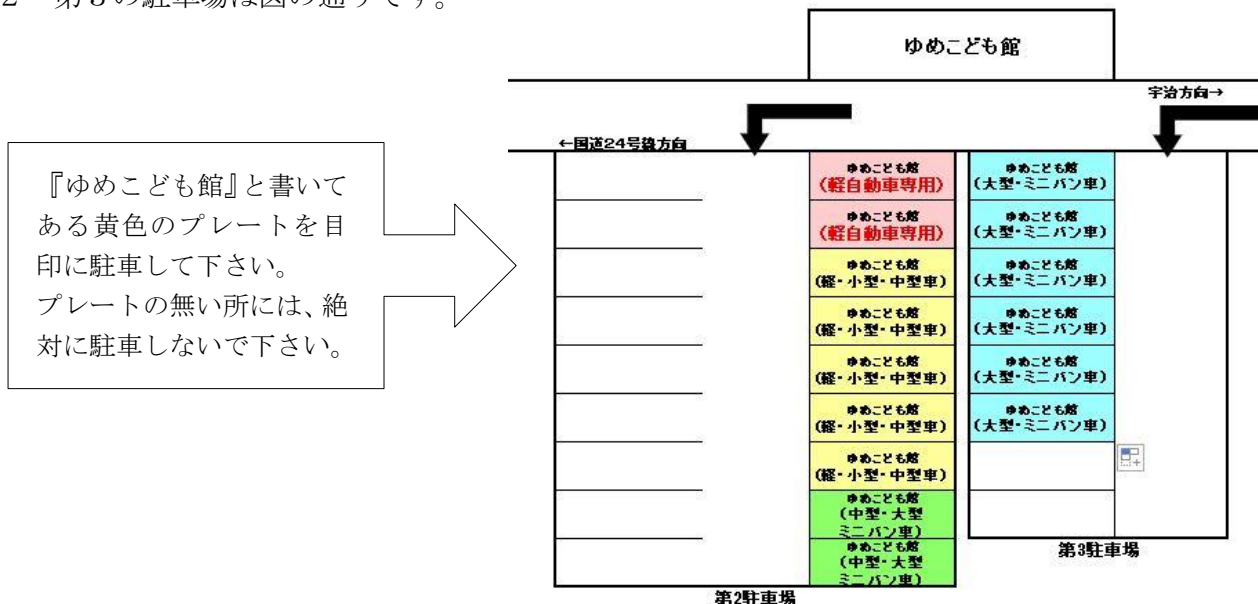 2 第3の駐車場は図の通りです。
ゆめこども館
宇治方向→
←国道24号線方向
『ゆめこども館』と書いて
ある黄色のプレートを目
印に駐車して下さい。
プレートの無い所には、絶
対に駐車しないで下さい。
ゆめこども館
(軽自動車専用)
ゆめこども館
(軽自動車専用)
ゆめこども館
(軽・小型・中型車)
ゆめこども館
(軽・小型・中型車)
ゆめこども館
(軽・小型・中型車)
ゆめこども館
(軽・小型・中型車)
ゆめこども館
(軽・小型・中型車)
ゆめこども館
(中型・大型
ミニバン車)
ゆめこども館
(中型・大型
ミニバン車)
第2駐車場
ゆめこども館
(大型・ミニバン車)
ゆめこども館
(大型・ミニバン車)
ゆめこども館
(大型・ミニバン車)
ゆめこども館
(大型・ミニバン車)
ゆめこども館
(大型・ミニバン車)
ゆめこども館
(大型・ミニバン車)
第3駐車場